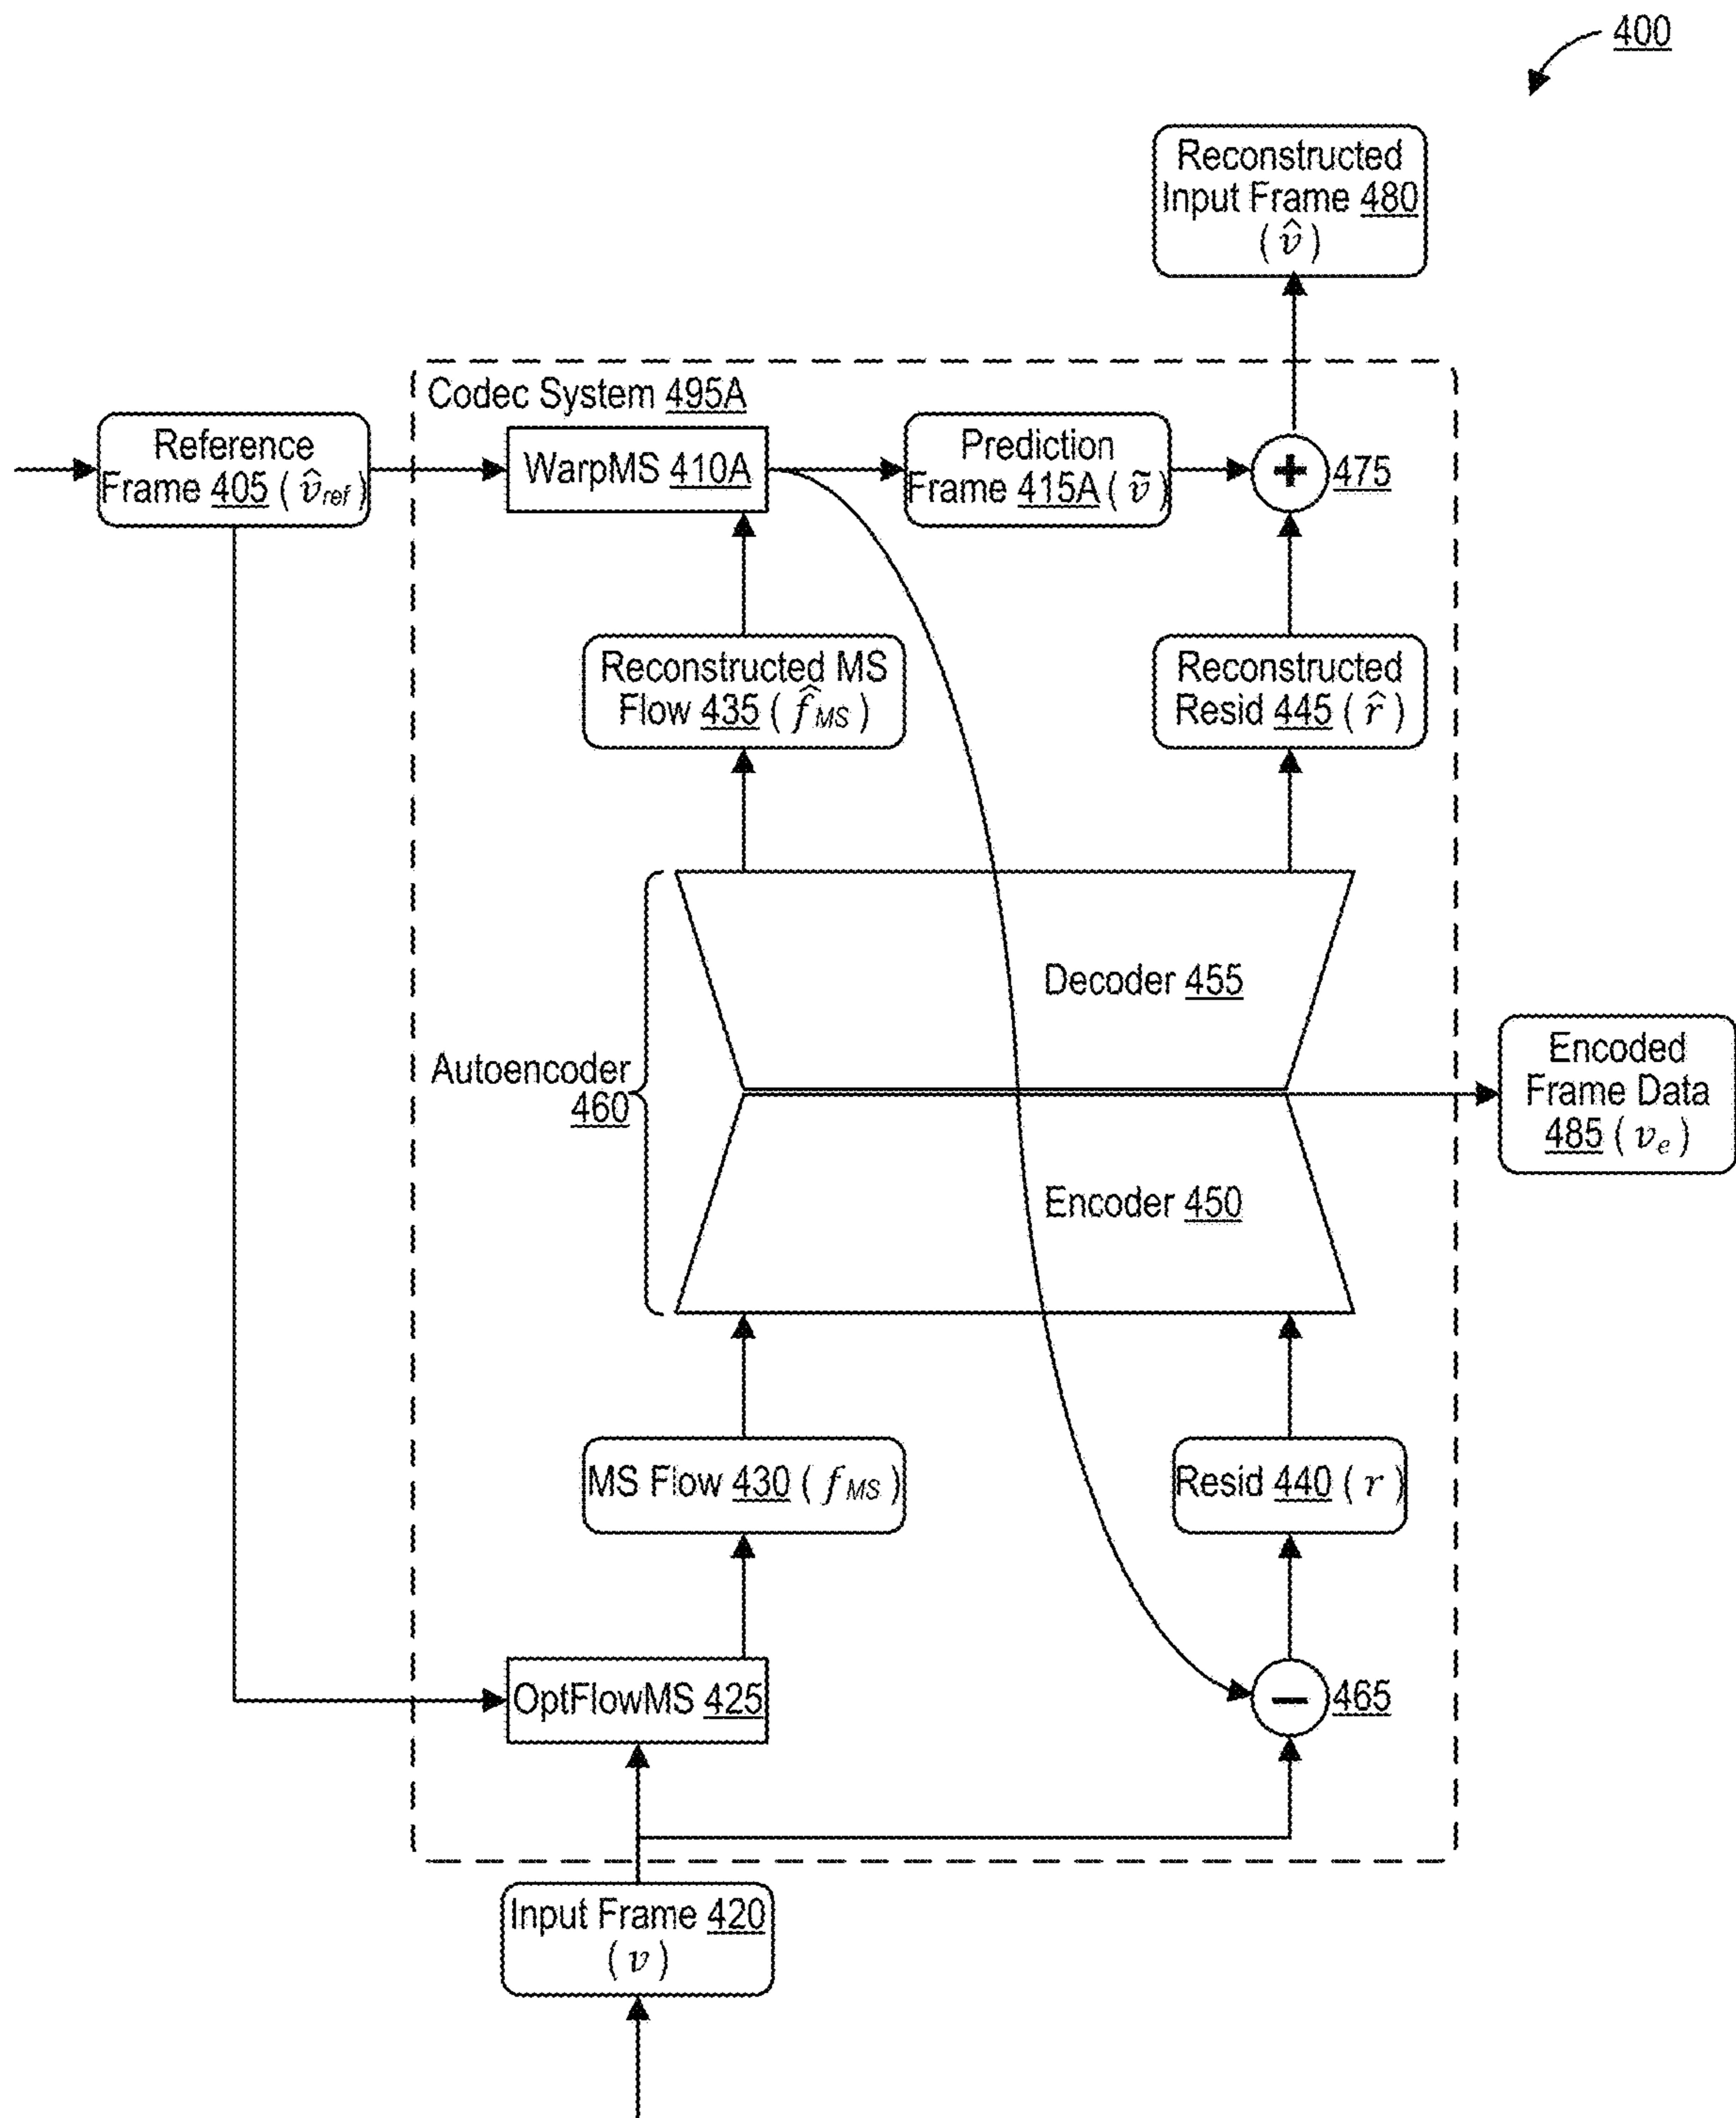 400
Reconstructed
Input Frame 480
( v̂ )
Codec System 495A
Reference
Frame 405 ( v̂ref )
WarpMS 410A
Prediction
Frame 415A ( ṽ )
+
475
Reconstructed MS
Flow 435 ( f̂MS )
Reconstructed
Resid 445 ( r̂ )
Decoder 455
Autoencoder
460
Encoded
Frame Data
485 ( ve )
Encoder 450
MS Flow 430 ( fMS )
Resid 440 ( r )
OptFlowMS 425
−
465
Input Frame 420
( v )